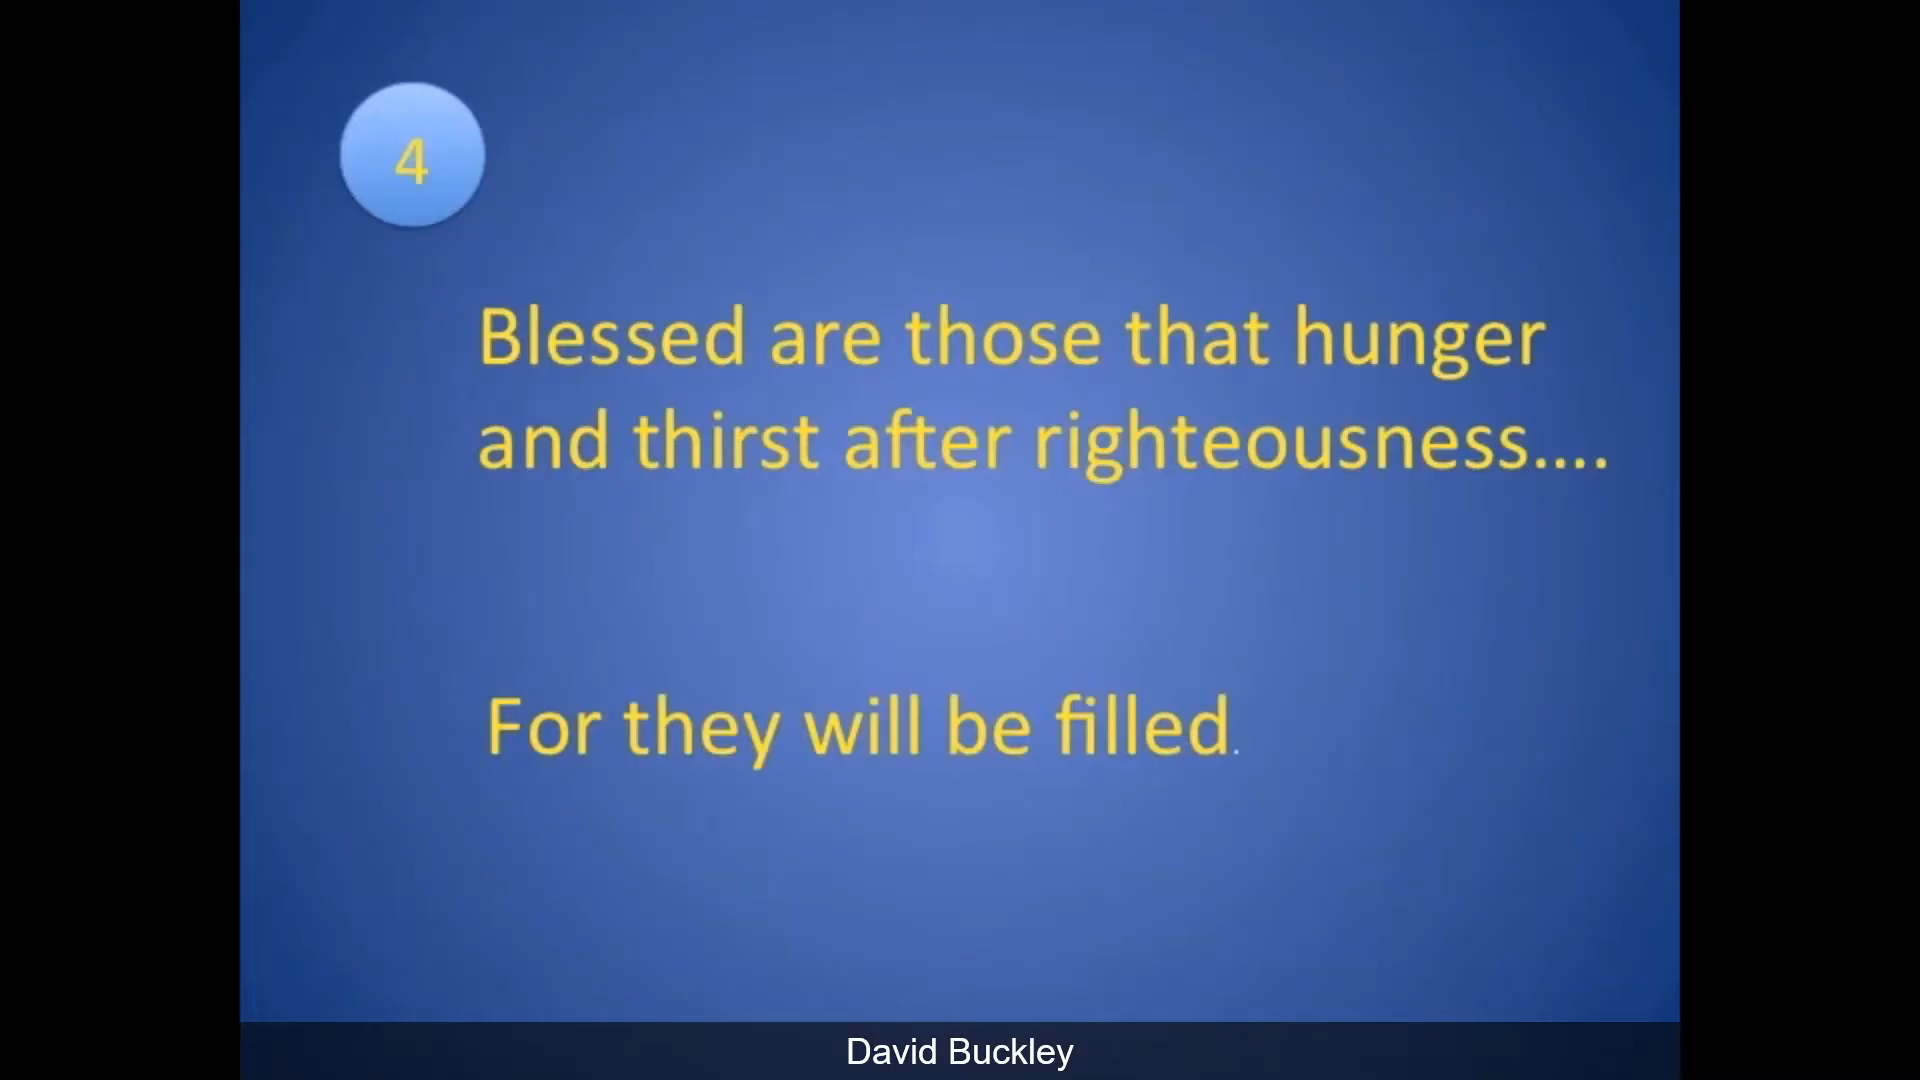 4
Blessed are those that hunger
and thirst after righteousness....
For they will be filled.
David Buckley